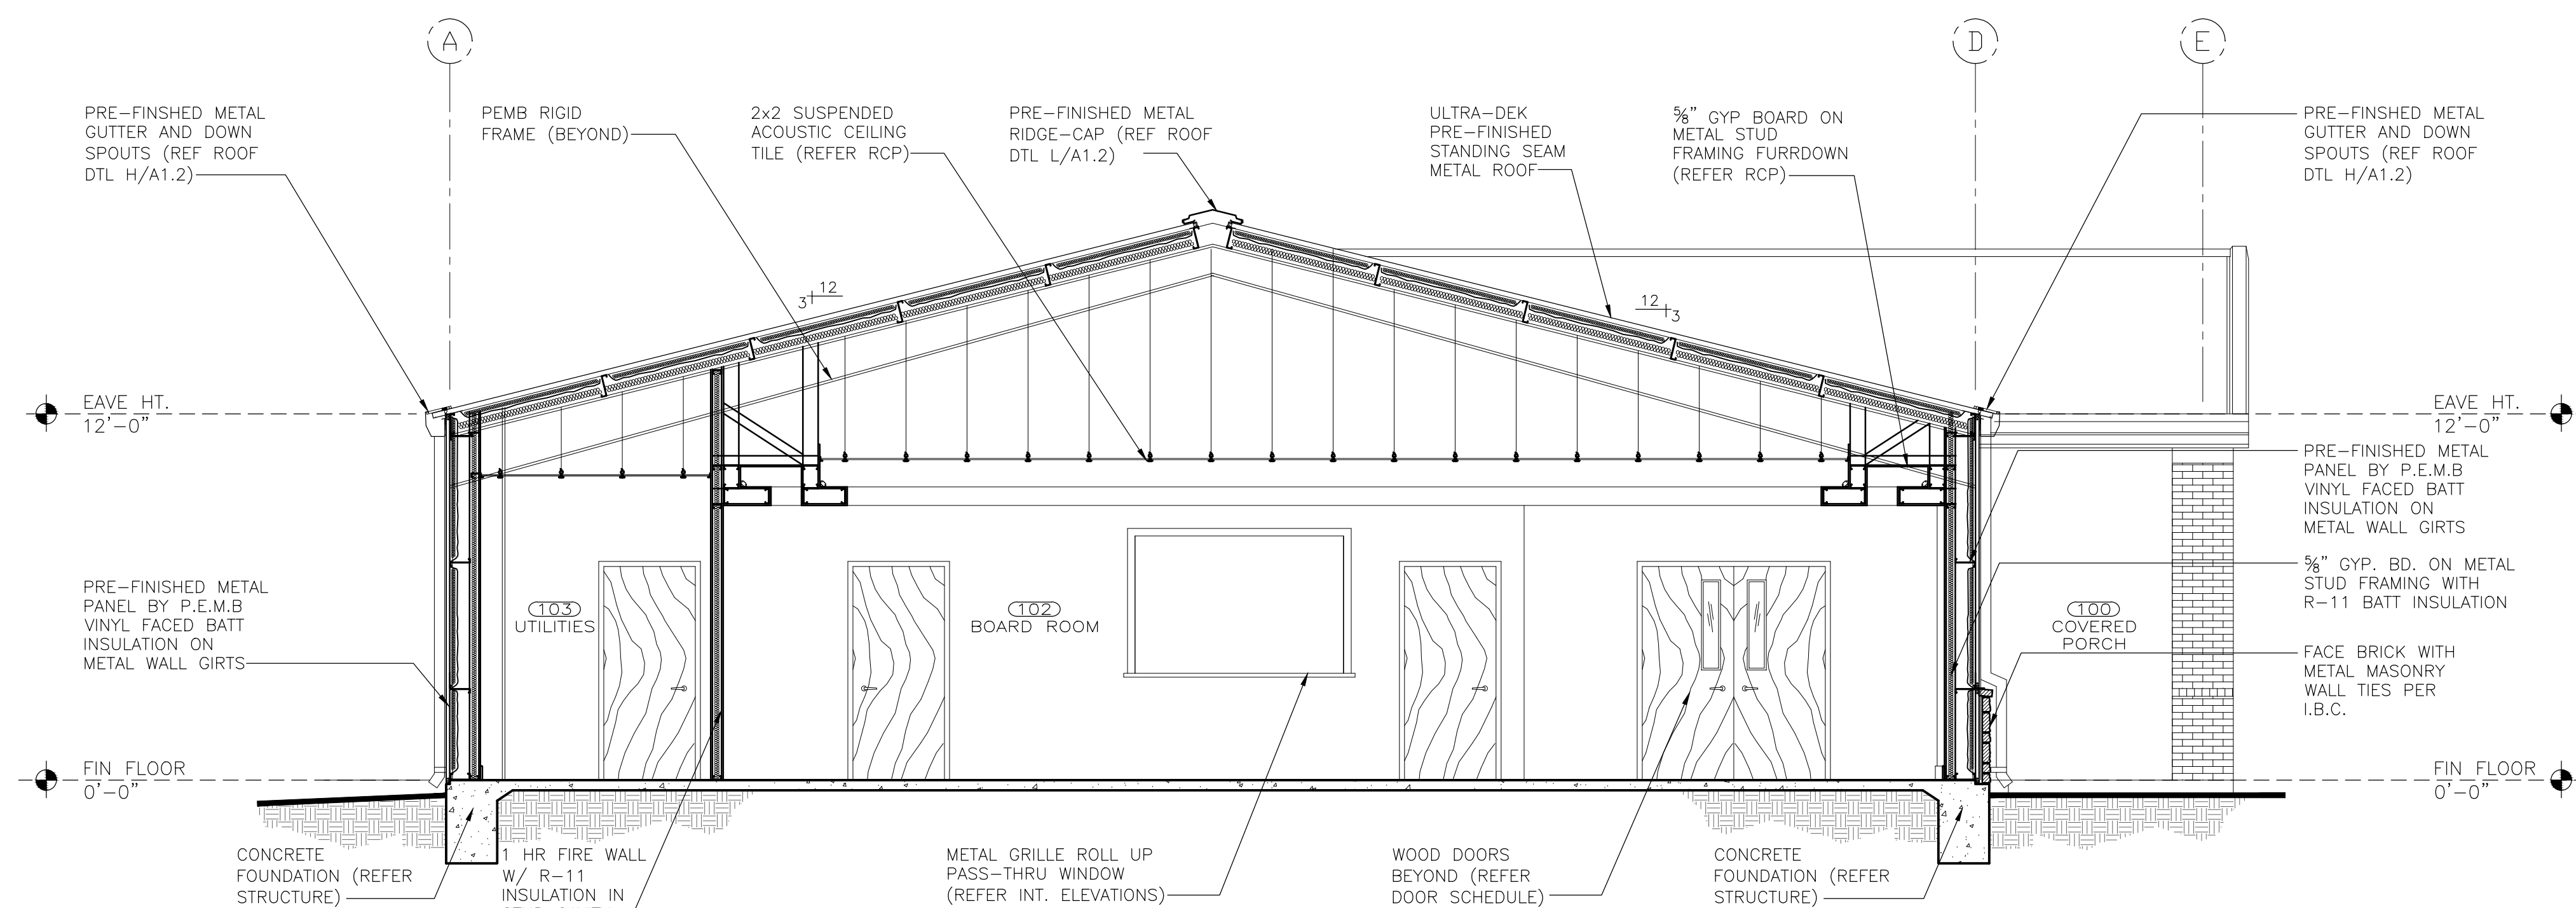 A
D
E
PRE-FINSHED METAL
GUTTER AND DOWN
SPOUTS (REF ROOF
DTL H/A1.2)
PEMB RIGID
FRAME (BEYOND)
2x2 SUSPENDED
ACOUSTIC CEILING
TILE (REFER RCP)
PRE-FINISHED METAL
RIDGE-CAP (REF ROOF
DTL L/A1.2)
ULTRA-DEK
PRE-FINISHED
STANDING SEAM
METAL ROOF
⅝" GYP BOARD ON
METAL STUD
FRAMING FURRDOWN
(REFER RCP)
PRE-FINSHED METAL
GUTTER AND DOWN
SPOUTS (REF ROOF
DTL H/A1.2)
12
3
12
3
EAVE HT.
12'-0"
EAVE HT.
12'-0"
PRE-FINISHED METAL
PANEL BY P.E.M.B
VINYL FACED BATT
INSULATION ON
METAL WALL GIRTS
⅝" GYP. BD. ON METAL
STUD FRAMING WITH
R-11 BATT INSULATION
PRE-FINISHED METAL
PANEL BY P.E.M.B
VINYL FACED BATT
INSULATION ON
METAL WALL GIRTS
103
UTILITIES
102
BOARD ROOM
100
COVERED
PORCH
FACE BRICK WITH
METAL MASONRY
WALL TIES PER
I.B.C.
FIN FLOOR
0'-0"
FIN FLOOR
0'-0"
CONCRETE
FOUNDATION (REFER
STRUCTURE)
1 HR FIRE WALL
W/ R-11
INSULATION IN
METAL GRILLE ROLL UP
PASS-THRU WINDOW
(REFER INT. ELEVATIONS)
WOOD DOORS
BEYOND (REFER
DOOR SCHEDULE)
CONCRETE
FOUNDATION (REFER
STRUCTURE)